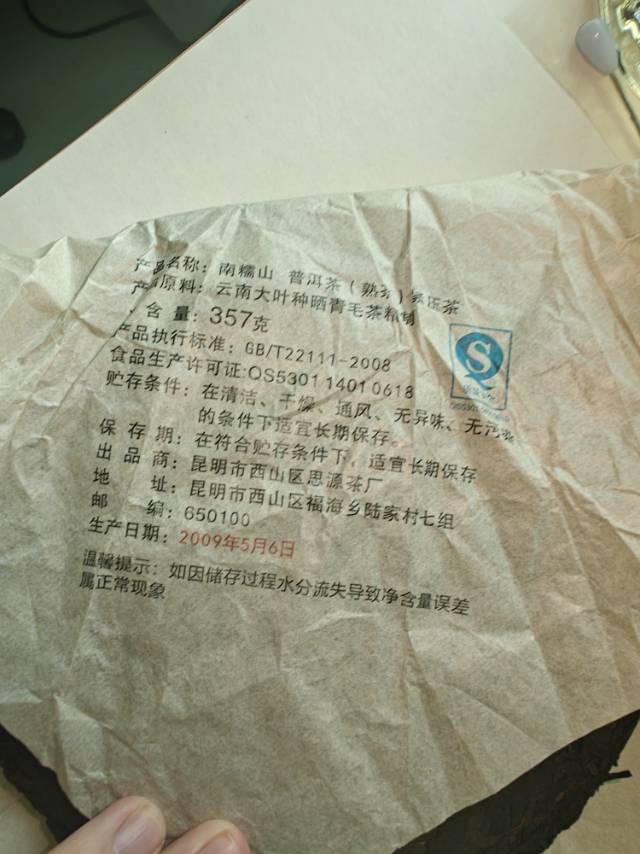 产品名称：南糯山 普洱茶（熟茶）紧压茶
产品原料：云南大叶种晒青毛茶精制
含 量：357克
产品执行标准：GB/T22111-2008
食品生产许可证:QS5301 1401 0618
贮存条件：在清洁、干燥、通风、无异味、无污染
的条件下适宜长期保存。
保 存 期：在符合贮存条件下，适宜长期保存
出 品 商：昆明市西山区思源茶厂
地 址：昆明市西山区福海乡陆家村七组
邮 编：650100
生产日期：2009年5月6日
温馨提示：如因储存过程水分流失导致净含量误差
属正常现象